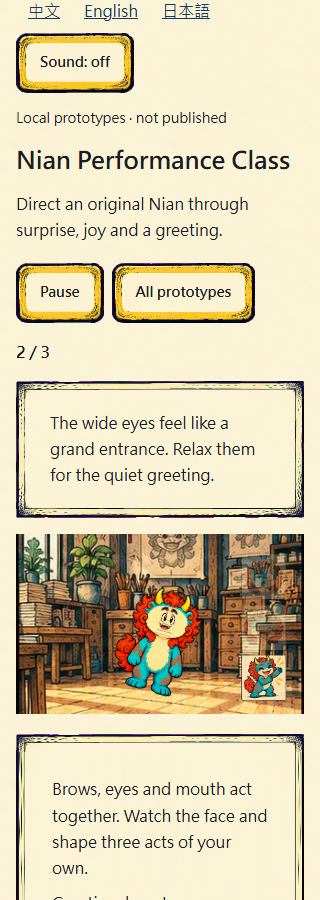 中文 English 日本語
Sound: off
Local prototypes · not published
Nian Performance Class
Direct an original Nian through
surprise, joy and a greeting.
Pause All prototypes
2 / 3
The wide eyes feel like a
grand entrance. Relax them
for the quiet greeting.
Brows, eyes and mouth act
together. Watch the face and
shape three acts of your
own.